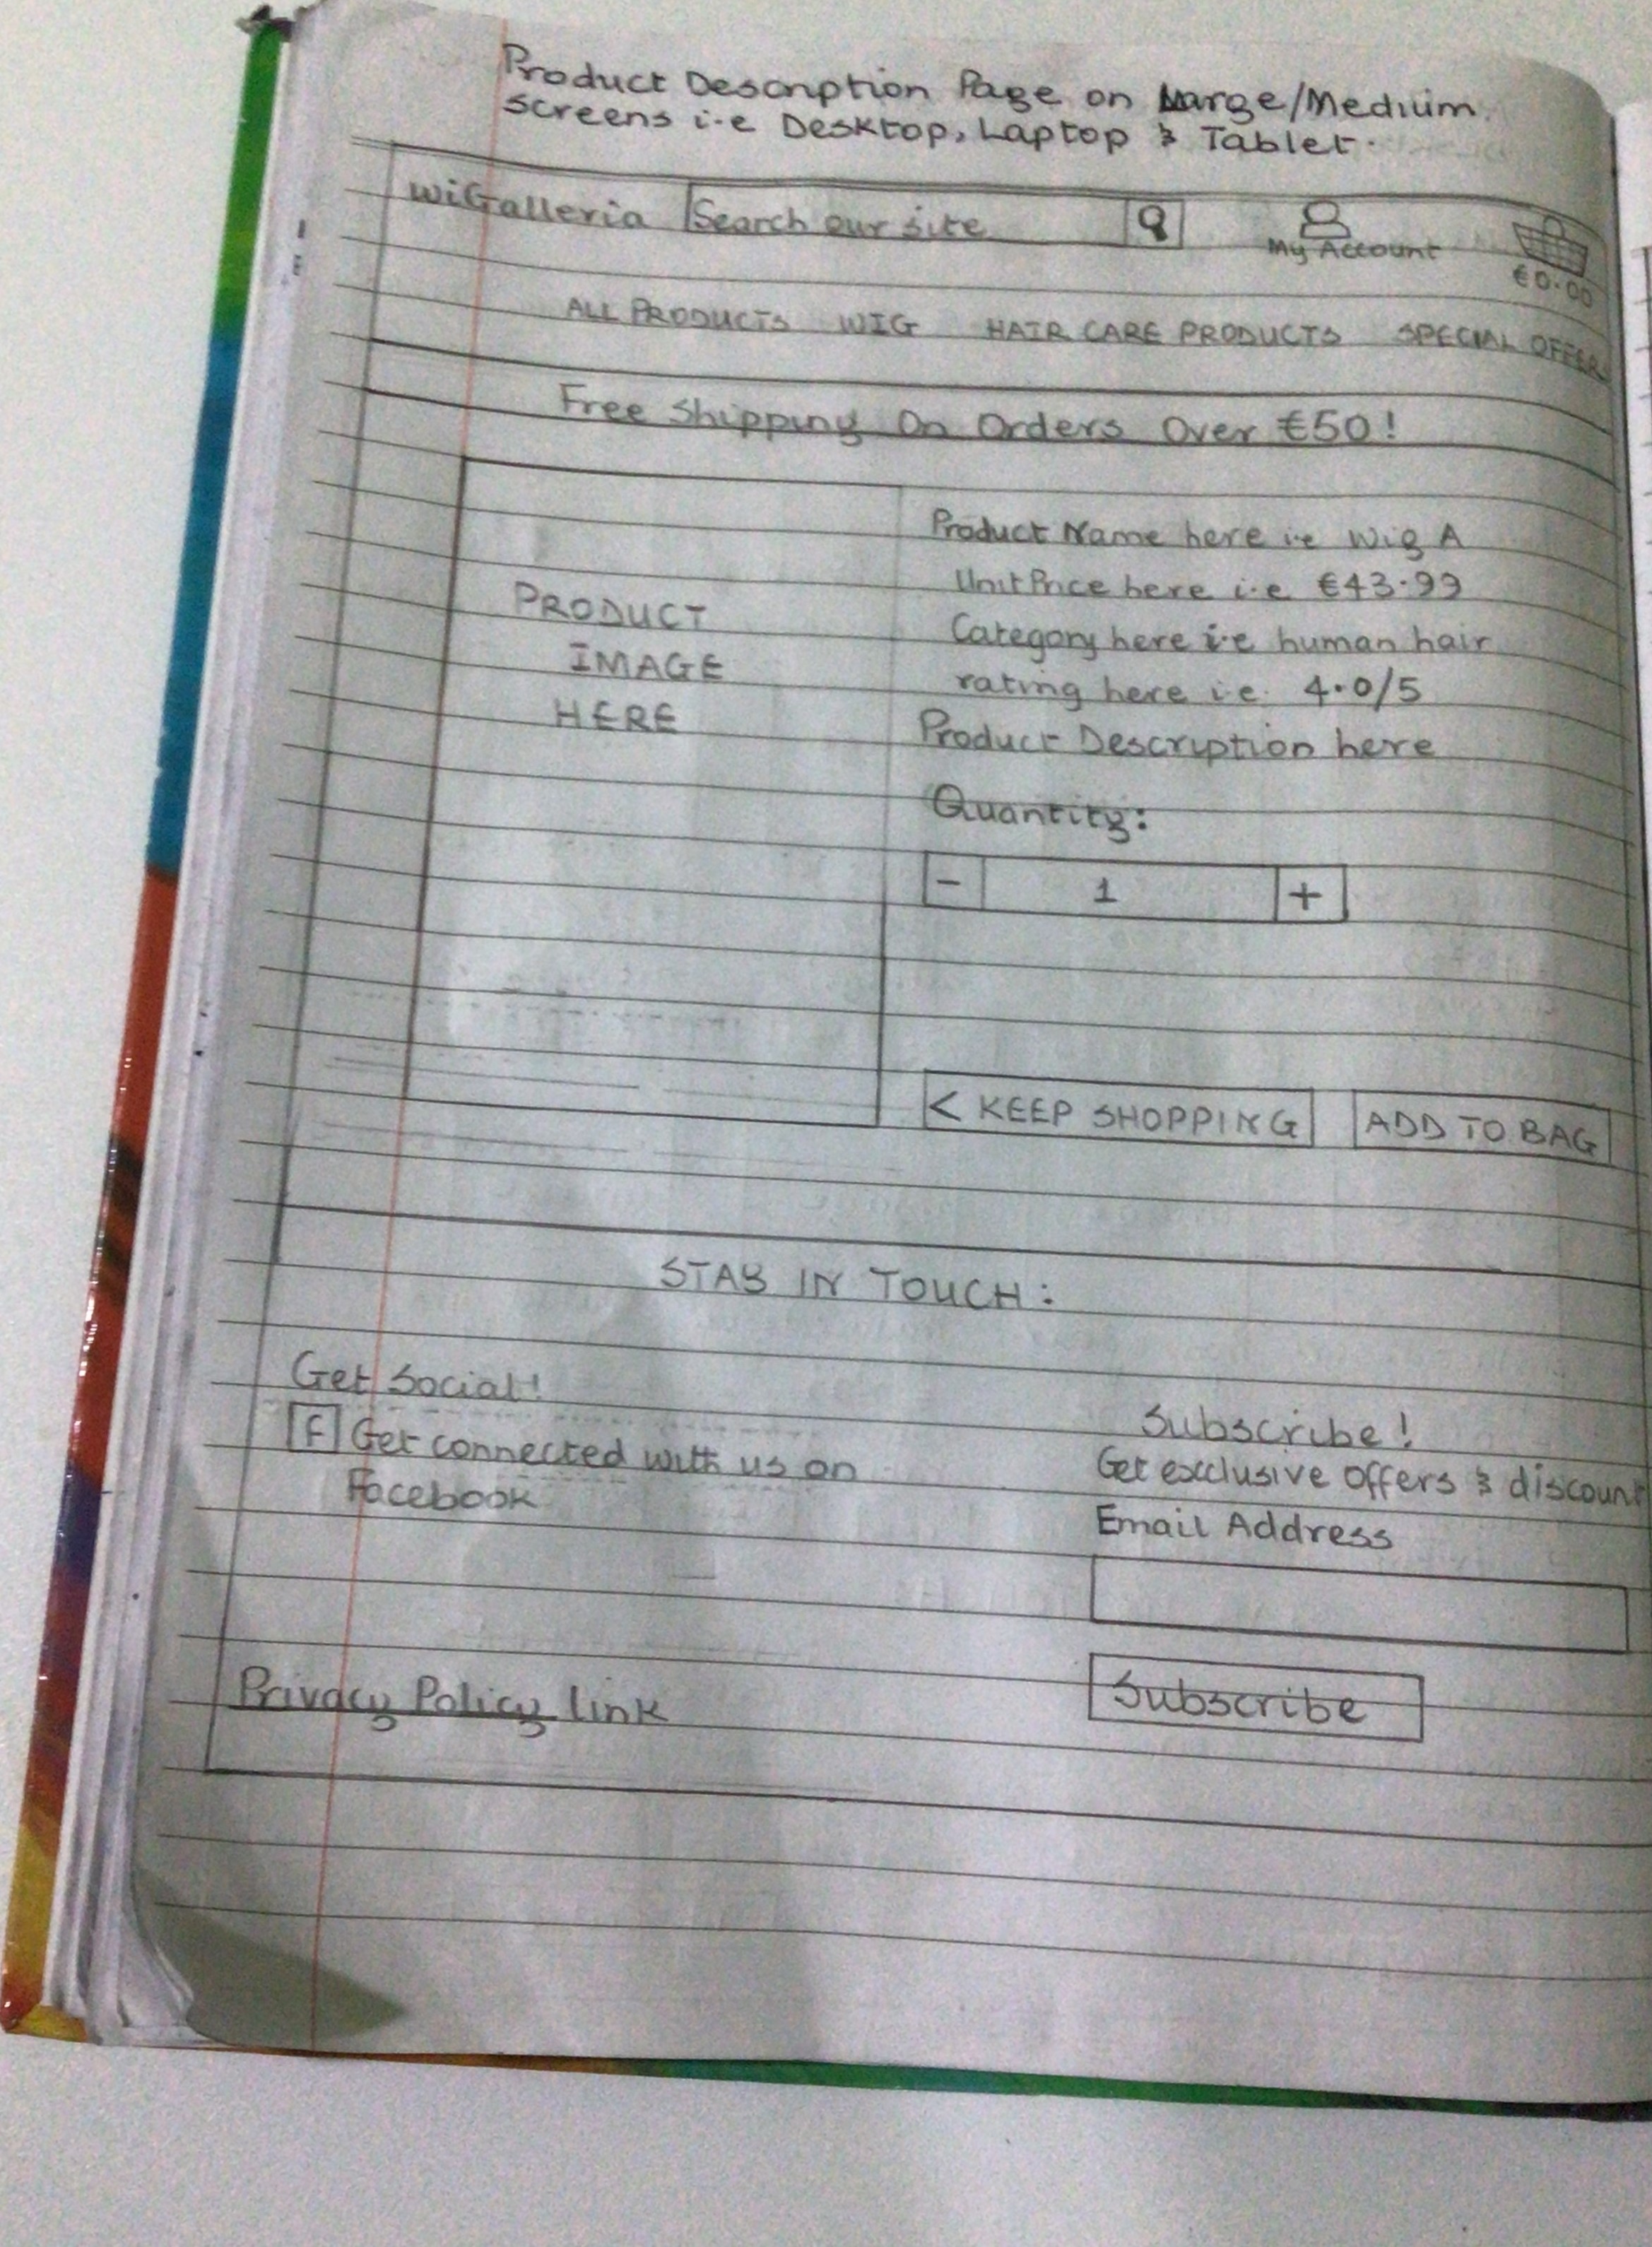 Product Description Page on Large/Medium
screens i.e Desktop, Laptop & Tablet.
wiGalleria Search our site My Account
€0.00
ALL PRODUCTS WIG HAIR CARE PRODUCTS SPECIAL OFFER
Free Shipping On Orders Over €50!
Product Name here i.e Wig A
Unit Price here i.e. €43.99
PRODUCT
IMAGE
HERE
Category here i.e human hair
rating here i.e. 4.0/5
Product Description here
Quantity:
- 1 +
< KEEP SHOPPING ADD TO BAG
STAY IN TOUCH:
Get Social!
f Get connected with us on
Facebook
Subscribe!
Get exclusive offers & discount
Email Address
Privacy Policy link
Subscribe